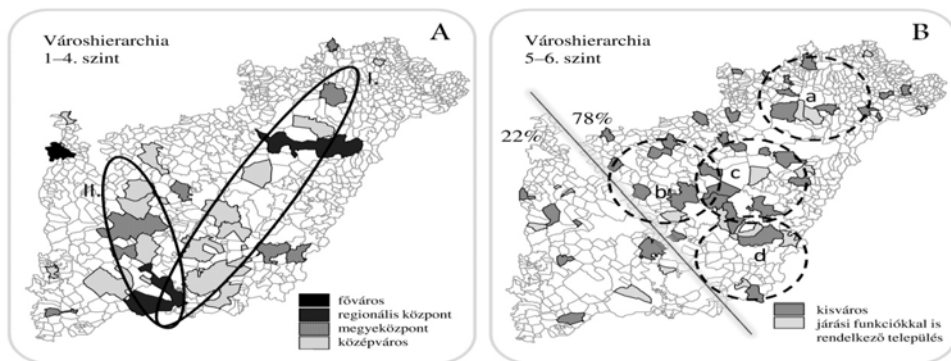 Városhierarchia
1–4. szint
A
I.
II.
főváros
regionális központ
megyeközpont
középváros
Városhierarchia
5–6. szint
B
22%
78%
a
b
c
d
kisváros
járási funkciókkal is
rendelkező település